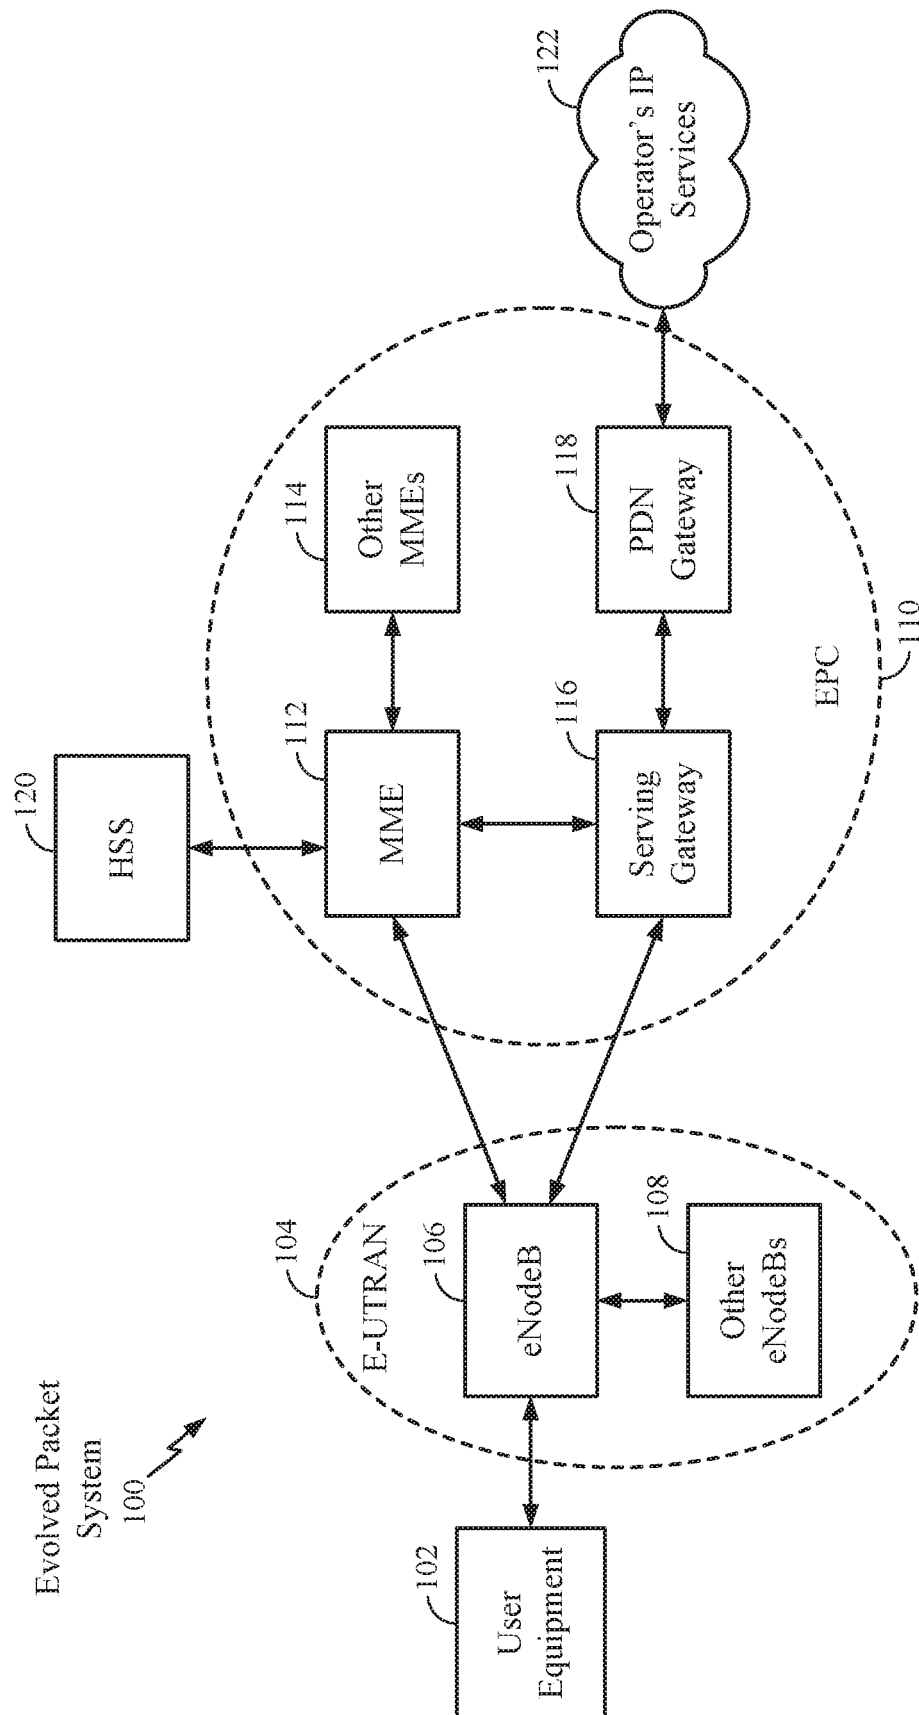 Evolved Packet
System
100
102
User
Equipment
104
E-UTRAN
106
eNodeB
108
Other
eNodeBs
120
HSS
112
MME
114
Other
MMEs
116
Serving
Gateway
118
PDN
Gateway
EPC
110
122
Operator's IP
Services